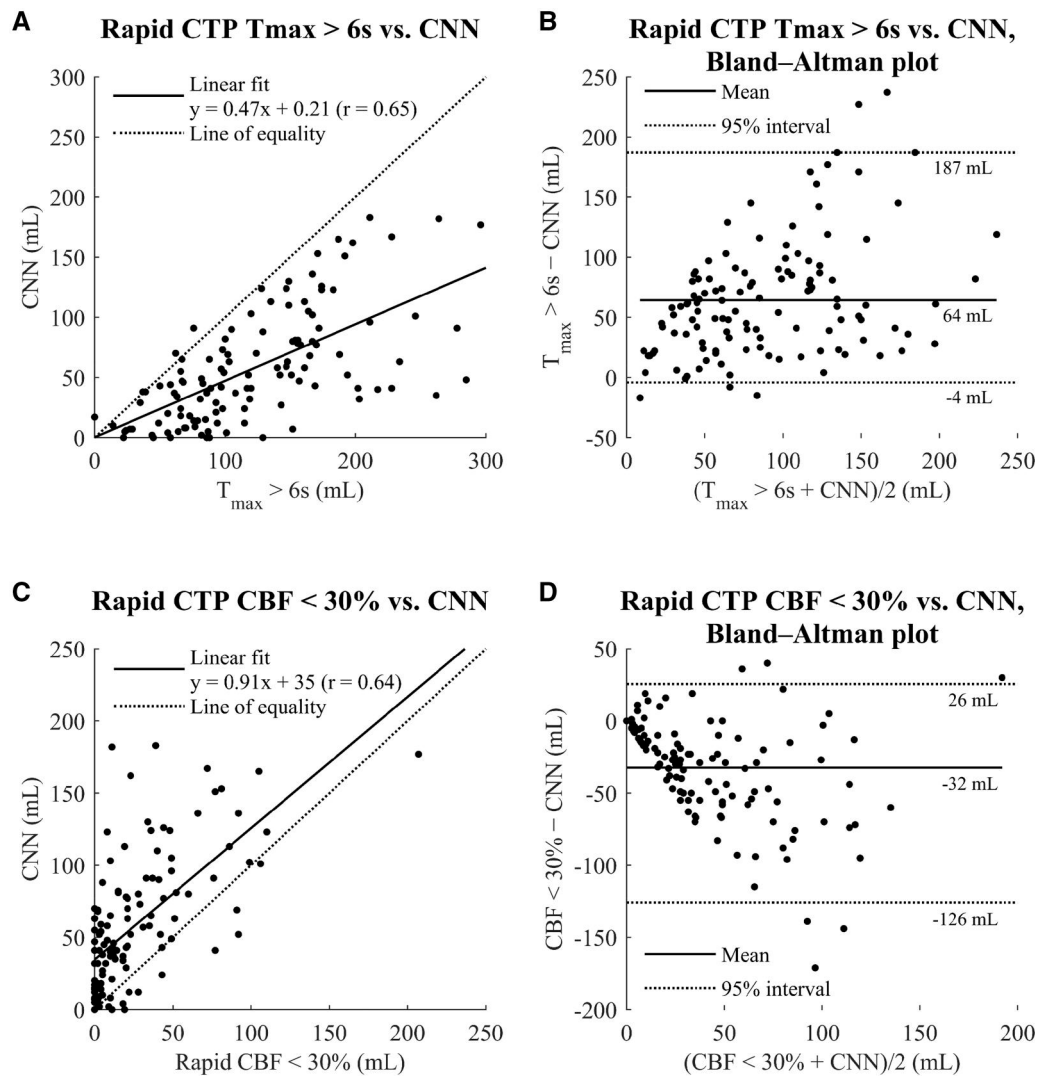 A
Rapid CTP Tmax > 6s vs. CNN
300
250
200
150
100
50
0
CNN (mL)
Linear fit
y = 0.47x + 0.21 (r = 0.65)
Line of equality
0 100 200 300
Tmax > 6s (mL)
B
Rapid CTP Tmax > 6s vs. CNN,
Bland–Altman plot
250
200
150
100
50
0
-50
Tmax > 6s − CNN (mL)
Mean
95% interval
187 mL
64 mL
-4 mL
0 50 100 150 200 250
(Tmax > 6s + CNN)/2 (mL)
C
Rapid CTP CBF < 30% vs. CNN
250
200
150
100
50
0
CNN (mL)
Linear fit
y = 0.91x + 35 (r = 0.64)
Line of equality
0 50 100 150 200 250
Rapid CBF < 30% (mL)
D
Rapid CTP CBF < 30% vs. CNN,
Bland–Altman plot
50
0
-50
-100
-150
-200
CBF < 30% − CNN (mL)
26 mL
-32 mL
-126 mL
Mean
95% interval
0 50 100 150 200
(CBF < 30% + CNN)/2 (mL)